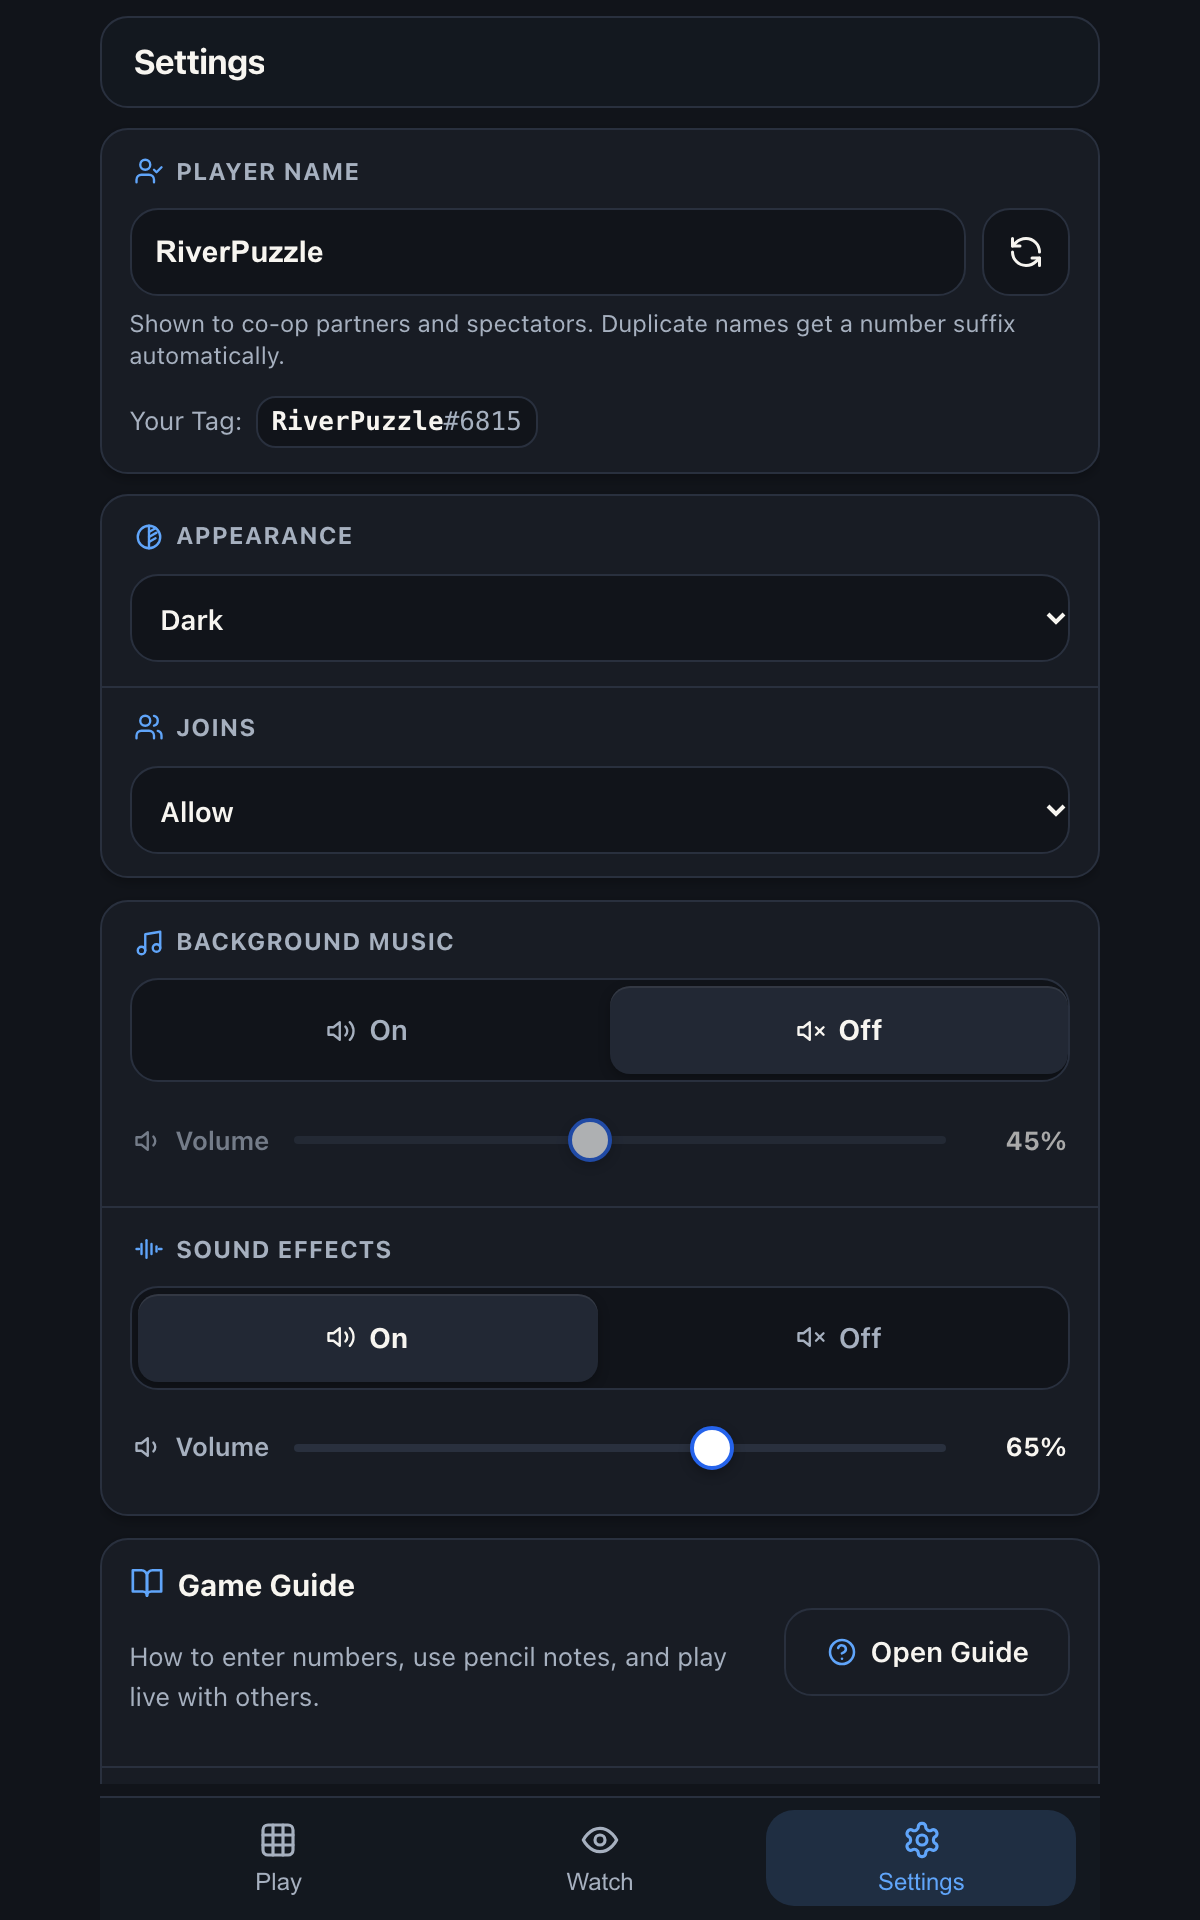 Settings
PLAYER NAME
RiverPuzzle
Shown to co-op partners and spectators. Duplicate names get a number suffix
automatically.
Your Tag: RiverPuzzle#6815
APPEARANCE
Dark
JOINS
Allow
BACKGROUND MUSIC
On Off
Volume 45%
SOUND EFFECTS
On Off
Volume 65%
Game Guide
How to enter numbers, use pencil notes, and play
live with others.
Open Guide
Play Watch Settings